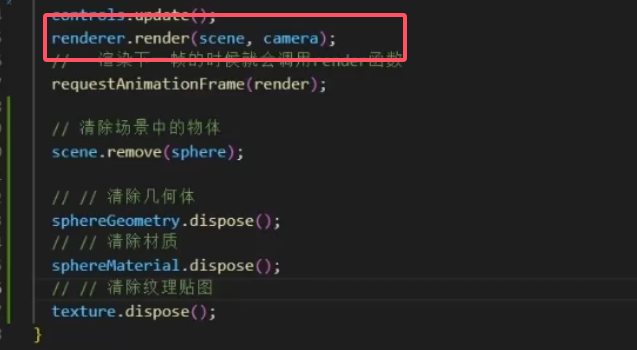 controls.update();
renderer.render(scene, camera);
// 渲染下一帧的时候就会调用render函数
requestAnimationFrame(render);
// 清除场景中的物体
scene.remove(sphere);
// // 清除几何体
sphereGeometry.dispose();
// // 清除材质
sphereMaterial.dispose();
// // 清除纹理贴图
texture.dispose();
}